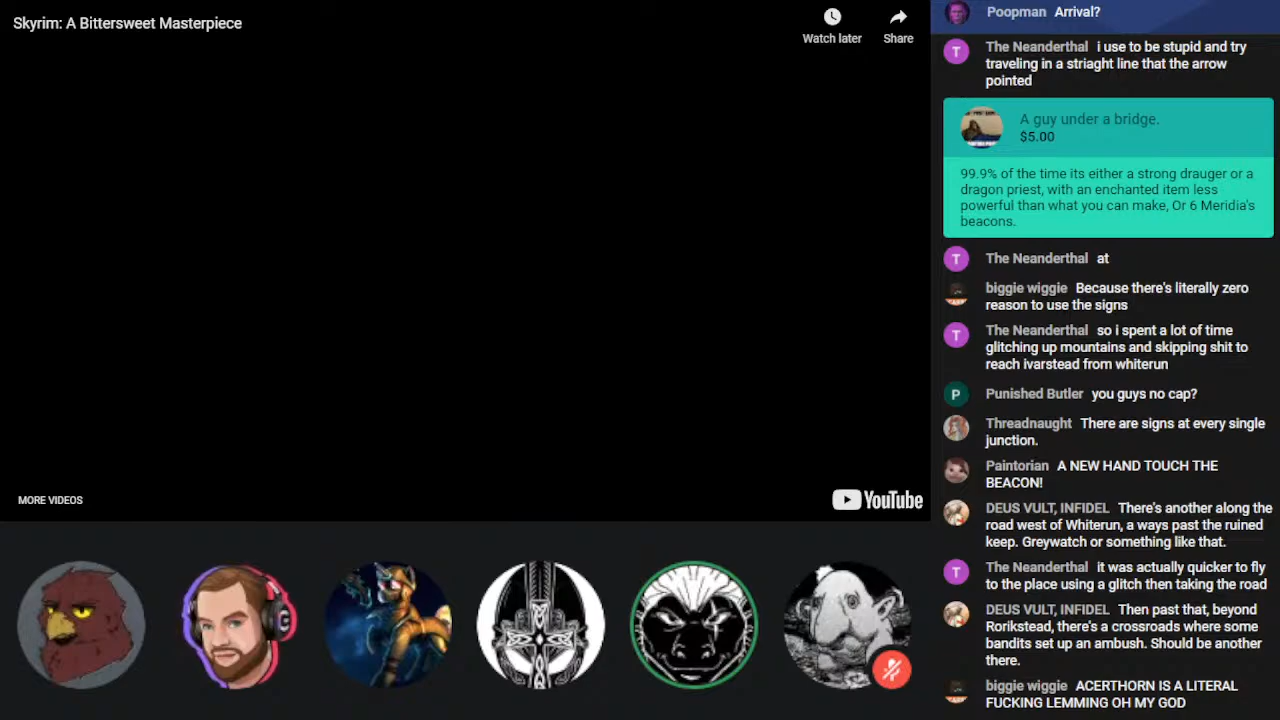 Skyrim: A Bittersweet Masterpiece
Watch later
Share
MORE VIDEOS
YouTube
Poopman Arrival?
T
The Neanderthal i use to be stupid and try
traveling in a striaght line that the arrow
pointed
A guy under a bridge.
$5.00
99.9% of the time its either a strong drauger or a
dragon priest, with an enchanted item less
powerful than what you can make, Or 6 Meridia's
beacons.
T
The Neanderthal at
biggie wiggie Because there's literally zero
reason to use the signs
T
The Neanderthal so i spent a lot of time
glitching up mountains and skipping shit to
reach ivarstead from whiterun
P
Punished Butler you guys no cap?
Threadnaught There are signs at every single
junction.
Paintorian A NEW HAND TOUCH THE
BEACON!
DEUS VULT, INFIDEL There's another along the
road west of Whiterun, a ways past the ruined
keep. Greywatch or something like that.
T
The Neanderthal it was actually quicker to fly
to the place using a glitch then taking the road
DEUS VULT, INFIDEL Then past that, beyond
Rorikstead, there's a crossroads where some
bandits set up an ambush. Should be another
there.
biggie wiggie ACERTHORN IS A LITERAL
FUCKING LEMMING OH MY GOD